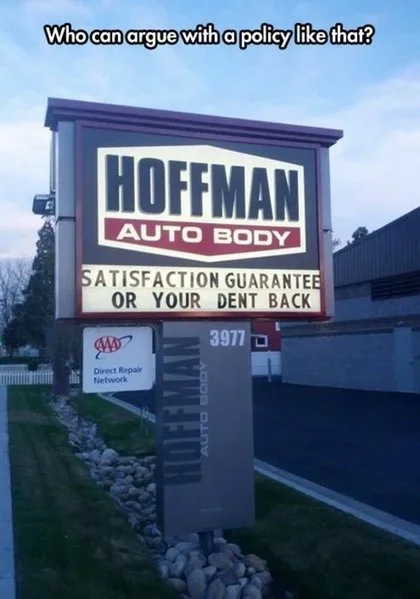 Who can argue with a policy like that?
HOFFMAN
AUTO BODY
SATISFACTION GUARANTEE
OR YOUR DENT BACK
AAA
Direct Repair
Network
3977
HOFFMAN
AUTO BODY